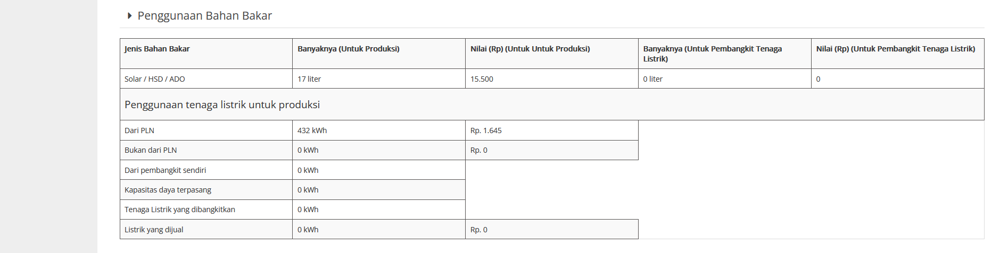 Penggunaan Bahan Bakar
Jenis Bahan Bakar Banyaknya (Untuk Produksi) Nilai (Rp) (Untuk Untuk Produksi) Banyaknya (Untuk Pembangkit Tenaga Listrik) Nilai (Rp) (Untuk Pembangkit Tenaga Listrik)
Solar / HSD / ADO 17 liter 15.500 0 liter 0
Penggunaan tenaga listrik untuk produksi
Dari PLN 432 kWh Rp. 1.645
Bukan dari PLN 0 kWh Rp. 0
Dari pembangkit sendiri 0 kWh
Kapasitas daya terpasang 0 kWh
Tenaga Listrik yang dibangkitkan 0 kWh
Listrik yang dijual 0 kWh Rp. 0